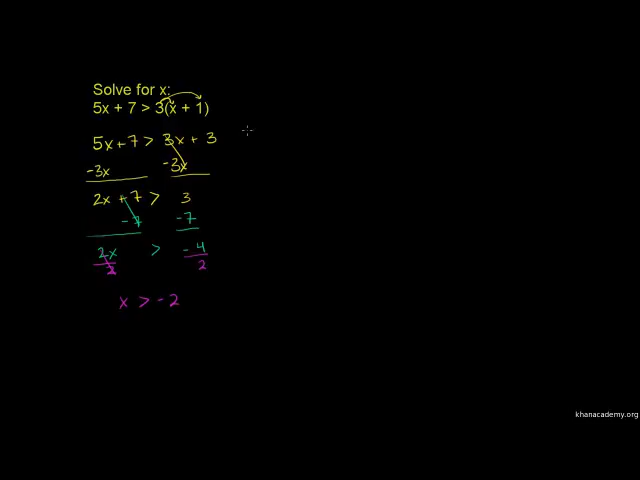 Solve for x:
5x + 7 > 3(x + 1)
5x + 7 > 3x + 3
-3x -3x
2x + 7 > 3
-7 -7
2x > -4
2 2
x > -2
khanacademy.org